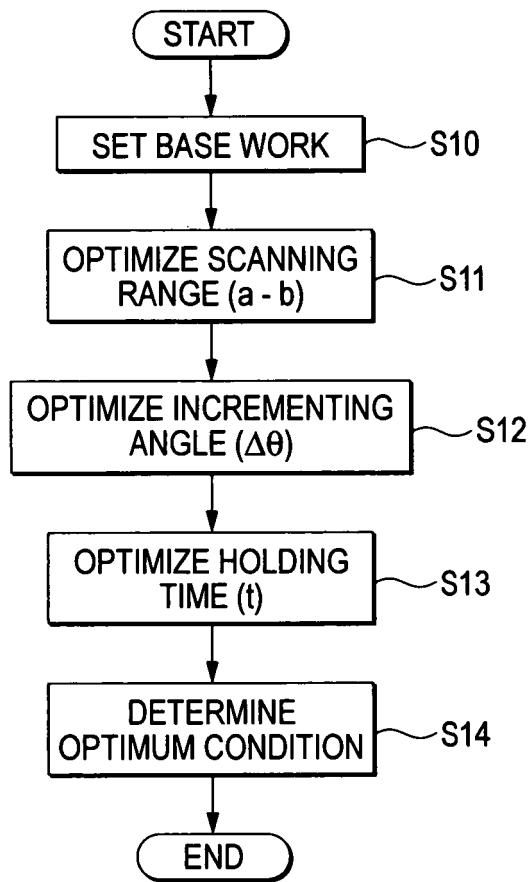 START
SET BASE WORK
S10
OPTIMIZE SCANNING
RANGE (a - b)
S11
OPTIMIZE INCREMENTING
ANGLE (Δθ)
S12
OPTIMIZE HOLDING
TIME (t)
S13
DETERMINE
OPTIMUM CONDITION
S14
END